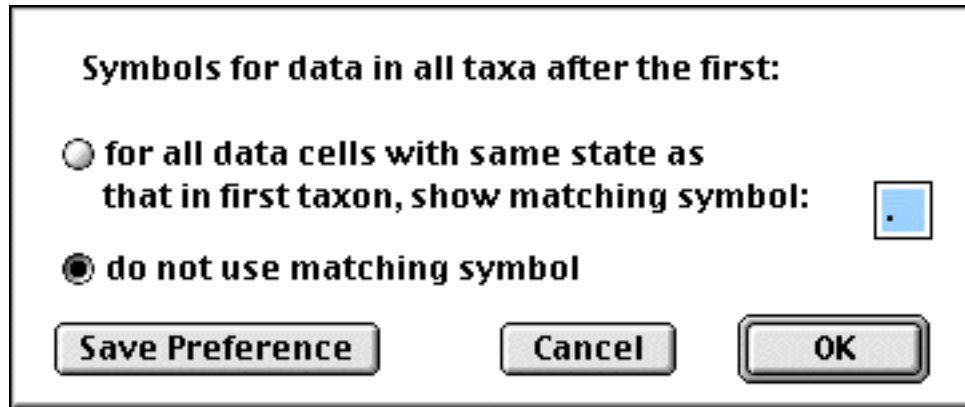 Symbols for data in all taxa after the first:
for all data cells with same state as
that in first taxon, show matching symbol:
.
do not use matching symbol
Save Preference Cancel OK